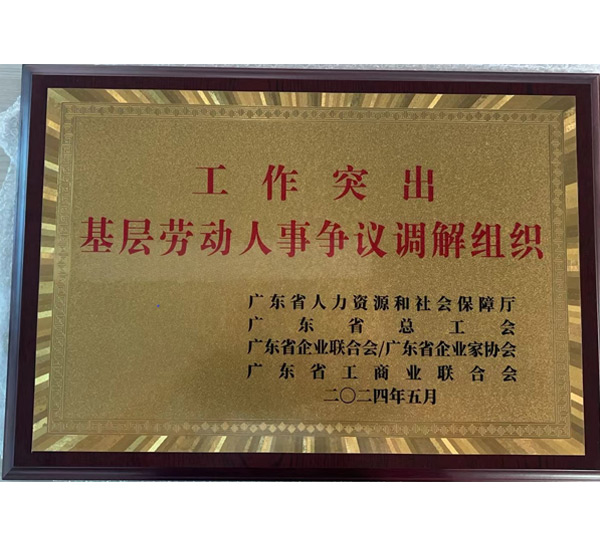 工作突出
基层劳动人事争议调解组织
广东省人力资源和社会保障厅
广东省总工会
广东省企业联合会/广东省企业家协会
广东省工商业联合会
二〇二四年五月